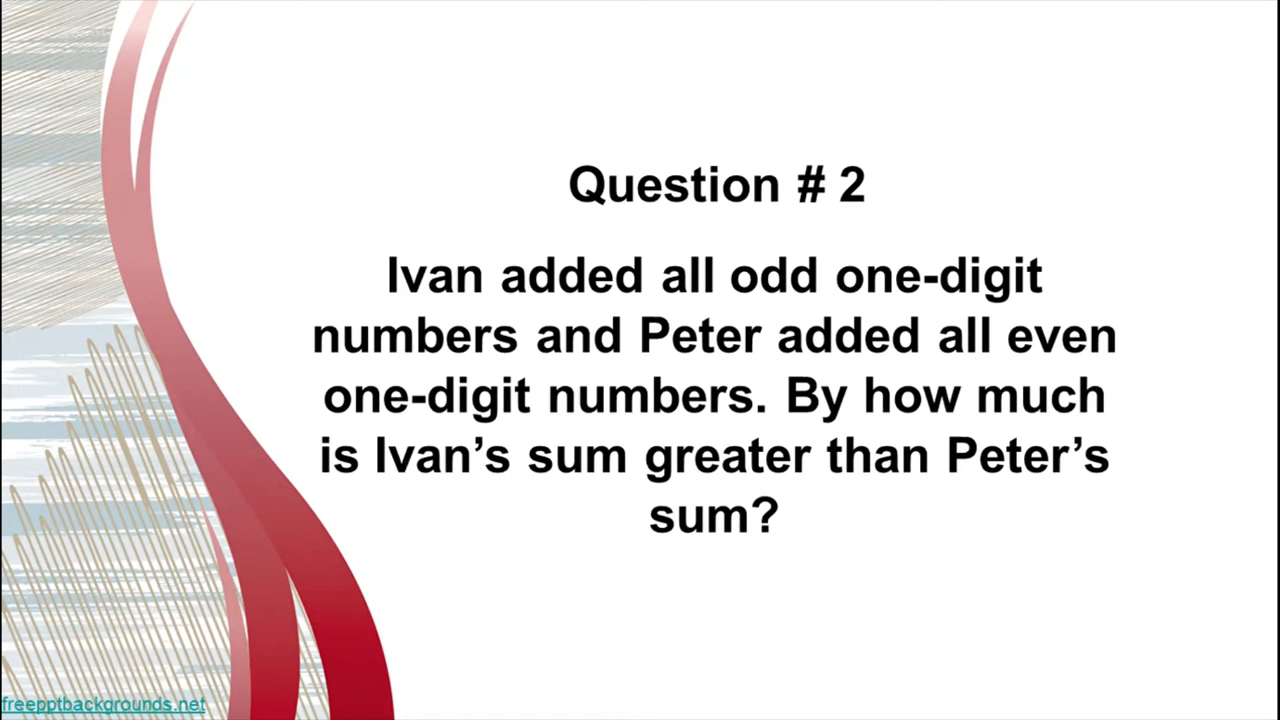 Question # 2
Ivan added all odd one-digit
numbers and Peter added all even
one-digit numbers. By how much
is Ivan’s sum greater than Peter’s
sum?
freepptbackgrounds.net